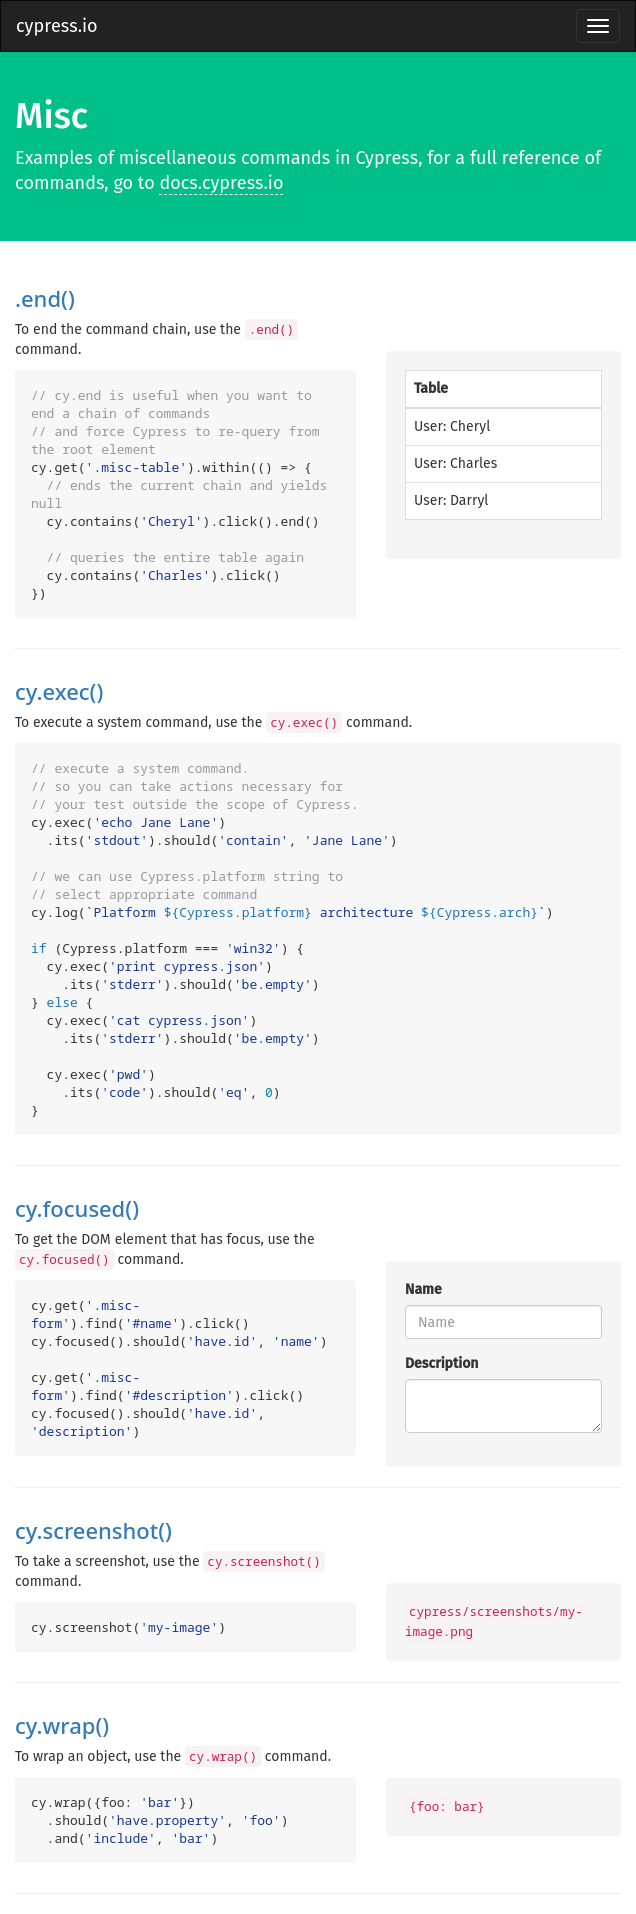 cypress.io
Misc
Examples of miscellaneous commands in Cypress, for a full reference of
commands, go to docs.cypress.io
.end()
To end the command chain, use the .end()
command.
// cy.end is useful when you want to
end a chain of commands
// and force Cypress to re-query from
the root element
cy.get('.misc-table').within(() => {
  // ends the current chain and yields
null
  cy.contains('Cheryl').click().end()

  // queries the entire table again
  cy.contains('Charles').click()
})
Table
User: Cheryl
User: Charles
User: Darryl
cy.exec()
To execute a system command, use the cy.exec() command.
// execute a system command.
// so you can take actions necessary for
// your test outside the scope of Cypress.
cy.exec('echo Jane Lane')
  .its('stdout').should('contain', 'Jane Lane')

// we can use Cypress.platform string to
// select appropriate command
cy.log(`Platform ${Cypress.platform} architecture ${Cypress.arch}`)

if (Cypress.platform === 'win32') {
  cy.exec('print cypress.json')
    .its('stderr').should('be.empty')
} else {
  cy.exec('cat cypress.json')
    .its('stderr').should('be.empty')

  cy.exec('pwd')
    .its('code').should('eq', 0)
}
cy.focused()
To get the DOM element that has focus, use the
cy.focused() command.
cy.get('.misc-
form').find('#name').click()
cy.focused().should('have.id', 'name')

cy.get('.misc-
form').find('#description').click()
cy.focused().should('have.id',
'description')
Name
Name
Description
cy.screenshot()
To take a screenshot, use the cy.screenshot()
command.
cy.screenshot('my-image')
cypress/screenshots/my-
image.png
cy.wrap()
To wrap an object, use the cy.wrap() command.
cy.wrap({foo: 'bar'})
  .should('have.property', 'foo')
  .and('include', 'bar')
{foo: bar}